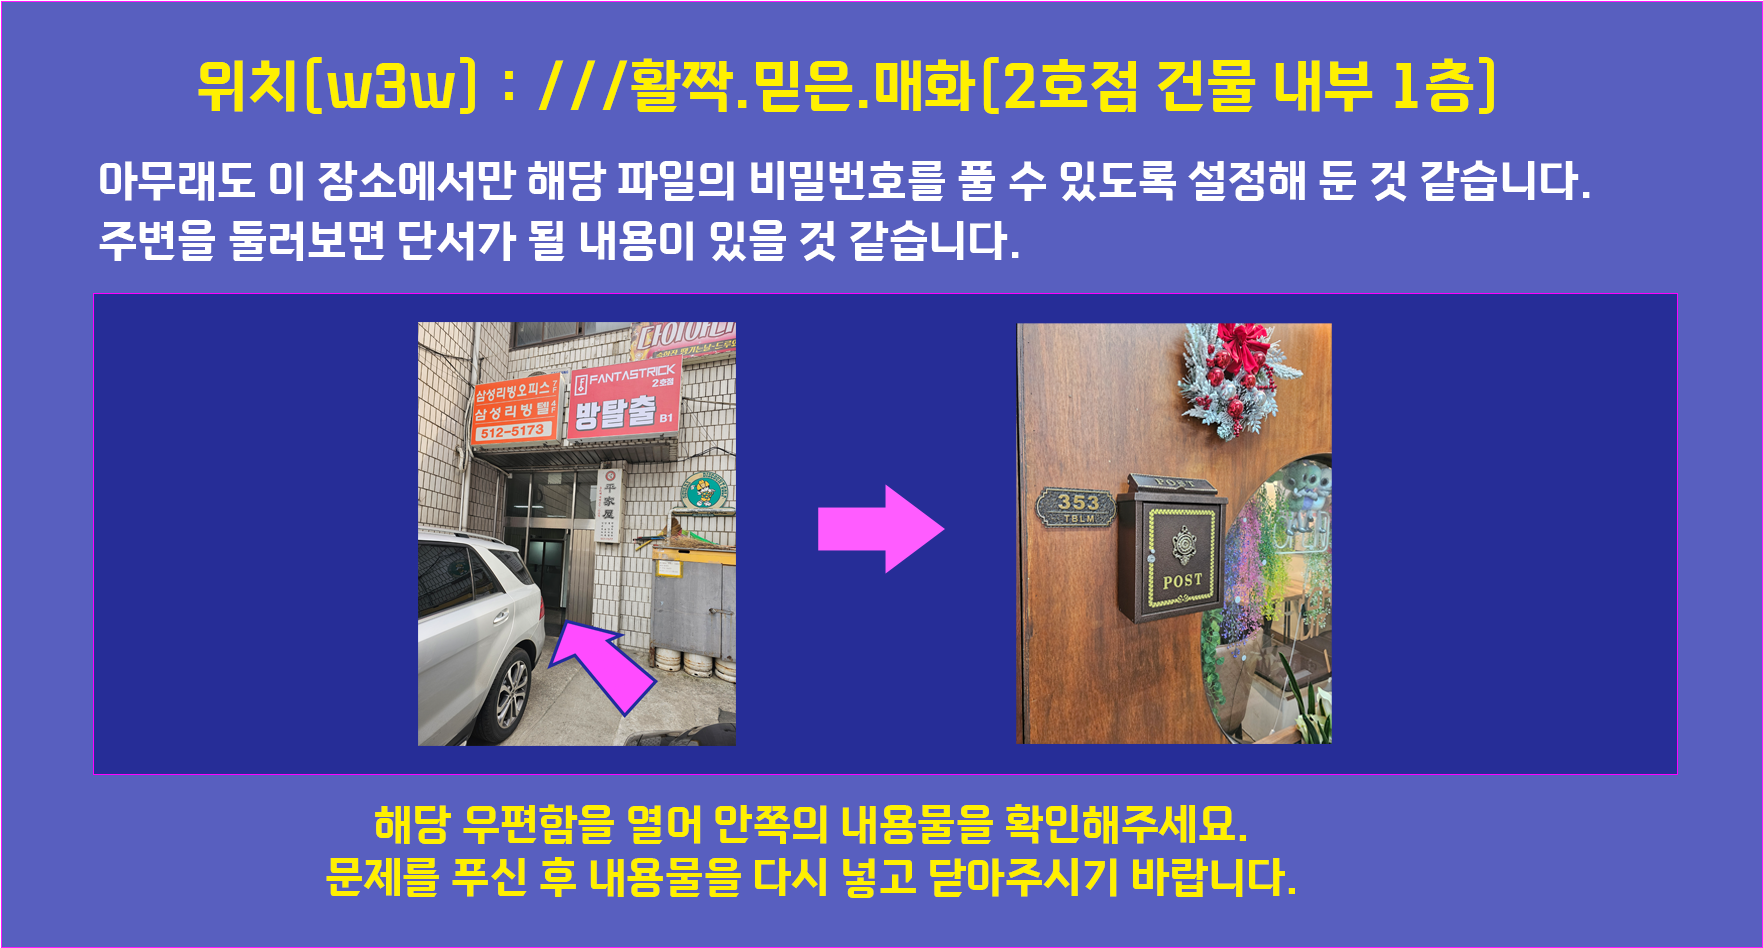 위치(w3w) : ///활짝.믿은.매화(2호점 건물 내부 1층)
아무래도 이 장소에서만 해당 파일의 비밀번호를 풀 수 있도록 설정해 둔 것 같습니다.
주변을 둘러보면 단서가 될 내용이 있을 것 같습니다.
삼성리빙오피스 7F
삼성리빙텔 4F
512-5173
FANTASTRICK
2호점
방탈출 B1
平家屋
POST
353
TBLM
POST
해당 우편함을 열어 안쪽의 내용물을 확인해주세요.
문제를 푸신 후 내용물을 다시 넣고 닫아주시기 바랍니다.